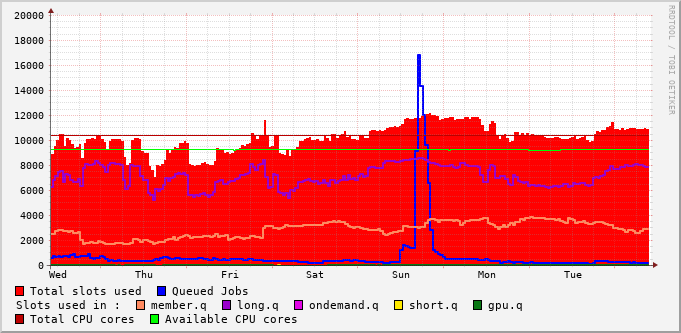 20000
18000
16000
14000
12000
10000
8000
6000
4000
2000
0
Wed Thu Fri Sat Sun Mon Tue
RRDTOOL / TOBI OETIKER
Total slots used Queued Jobs
Slots used in : member.q long.q ondemand.q short.q gpu.q
Total CPU cores Available CPU cores